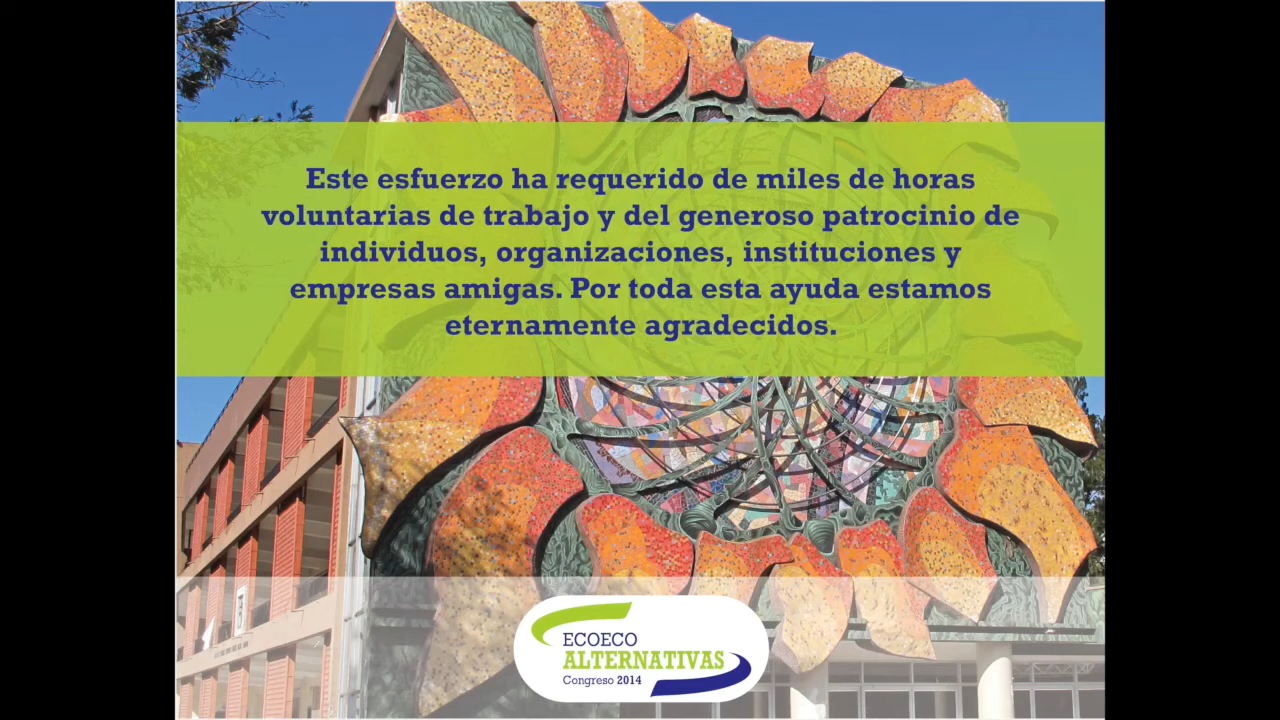 Este esfuerzo ha requerido de miles de horas
voluntarias de trabajo y del generoso patrocinio de
individuos, organizaciones, instituciones y
empresas amigas. Por toda esta ayuda estamos
eternamente agradecidos.
ECOECO
ALTERNATIVAS
Congreso 2014